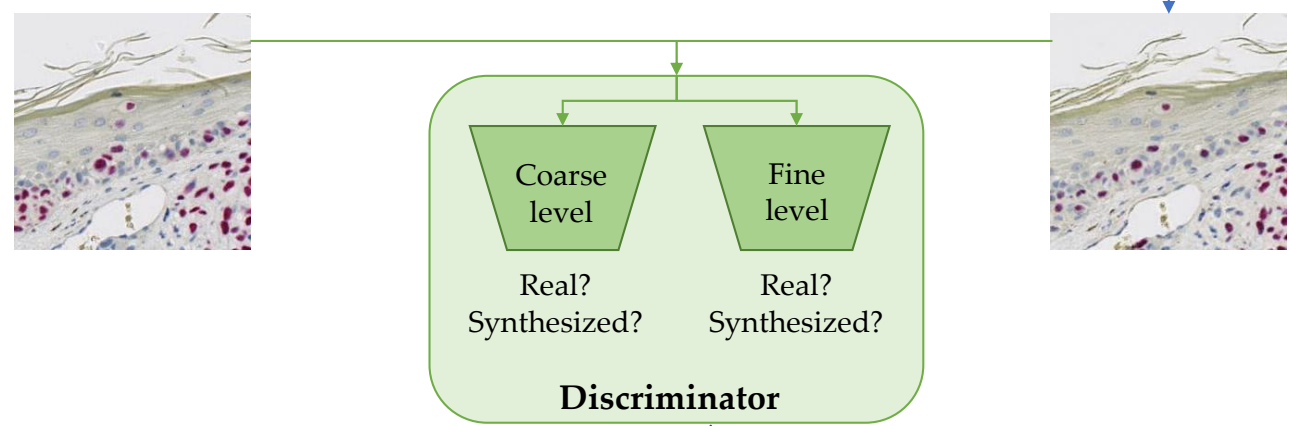 Coarse
level
Fine
level
Real?
Synthesized?
Real?
Synthesized?
Discriminator